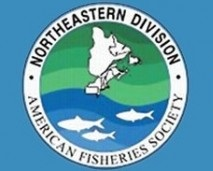 NORTHEASTERN DIVISION
AMERICAN FISHERIES SOCIETY